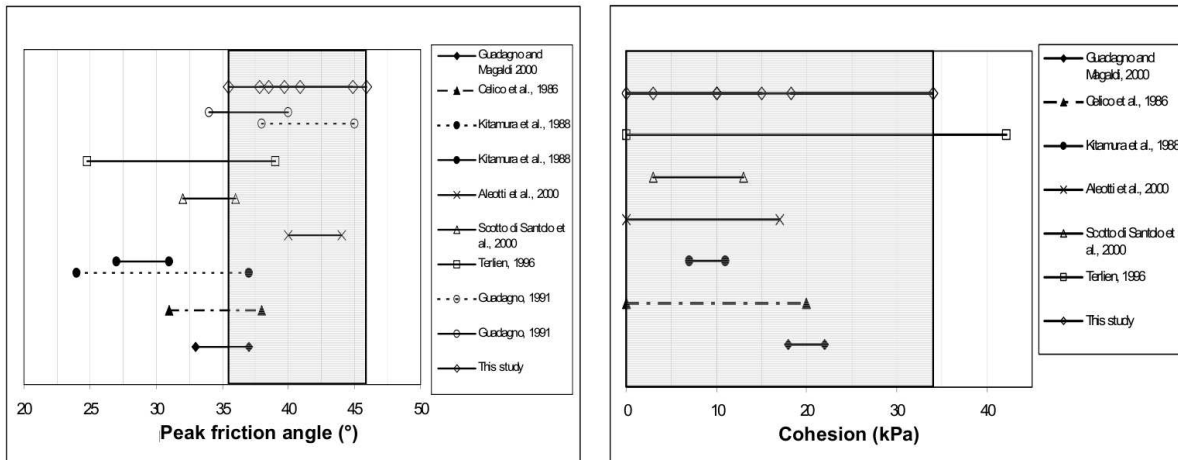 Guadagno and
Magaldi 2000
Celico et al., 1986
Kitamura et al., 1988
Kitamura et al., 1988
Aleotti et al., 2000
Scotto di Santolo et
al., 2000
Terlien, 1996
Guadagno, 1991
Guadagno, 1991
This study
20 25 30 35 40 45 50
Peak friction angle (°)
Guadagno and
Magaldi, 2000
Celico et al., 1986
Kitamura et al., 1988
Aleotti et al., 2000
Scotto di Santolo et
al., 2000
Terlien, 1996
This study
0 10 20 30 40
Cohesion (kPa)